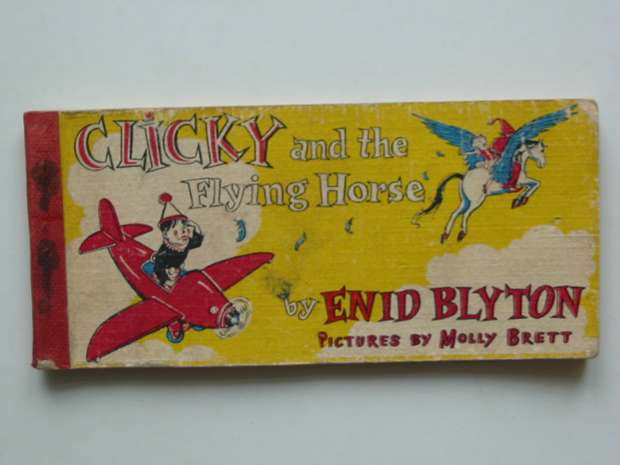 CLICKY and the
Flying Horse
by ENID BLYTON
PICTURES BY MOLLY BRETT